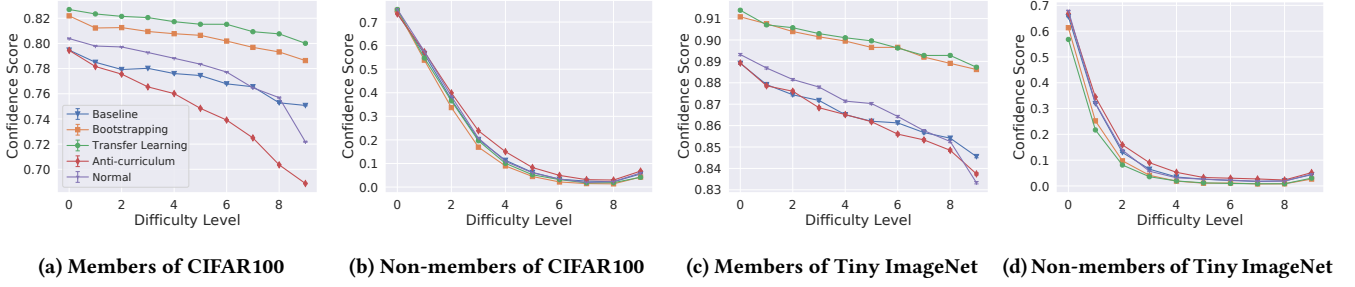 0.82
0.80
0.78
0.76
0.74
0.72
0.70
Confidence Score
Baseline
Bootstrapping
Transfer Learning
Anti-curriculum
Normal
0 2 4 6 8
Difficulty Level
(a) Members of CIFAR100
0.7
0.6
0.5
0.4
0.3
0.2
0.1
0.0
Confidence Score
0 2 4 6 8
Difficulty Level
(b) Non-members of CIFAR100
0.91
0.90
0.89
0.88
0.87
0.86
0.85
0.84
0.83
Confidence Score
0 2 4 6 8
Difficulty Level
(c) Members of Tiny ImageNet
0.7
0.6
0.5
0.4
0.3
0.2
0.1
0.0
Confidence Score
0 2 4 6 8
Difficulty Level
(d) Non-members of Tiny ImageNet